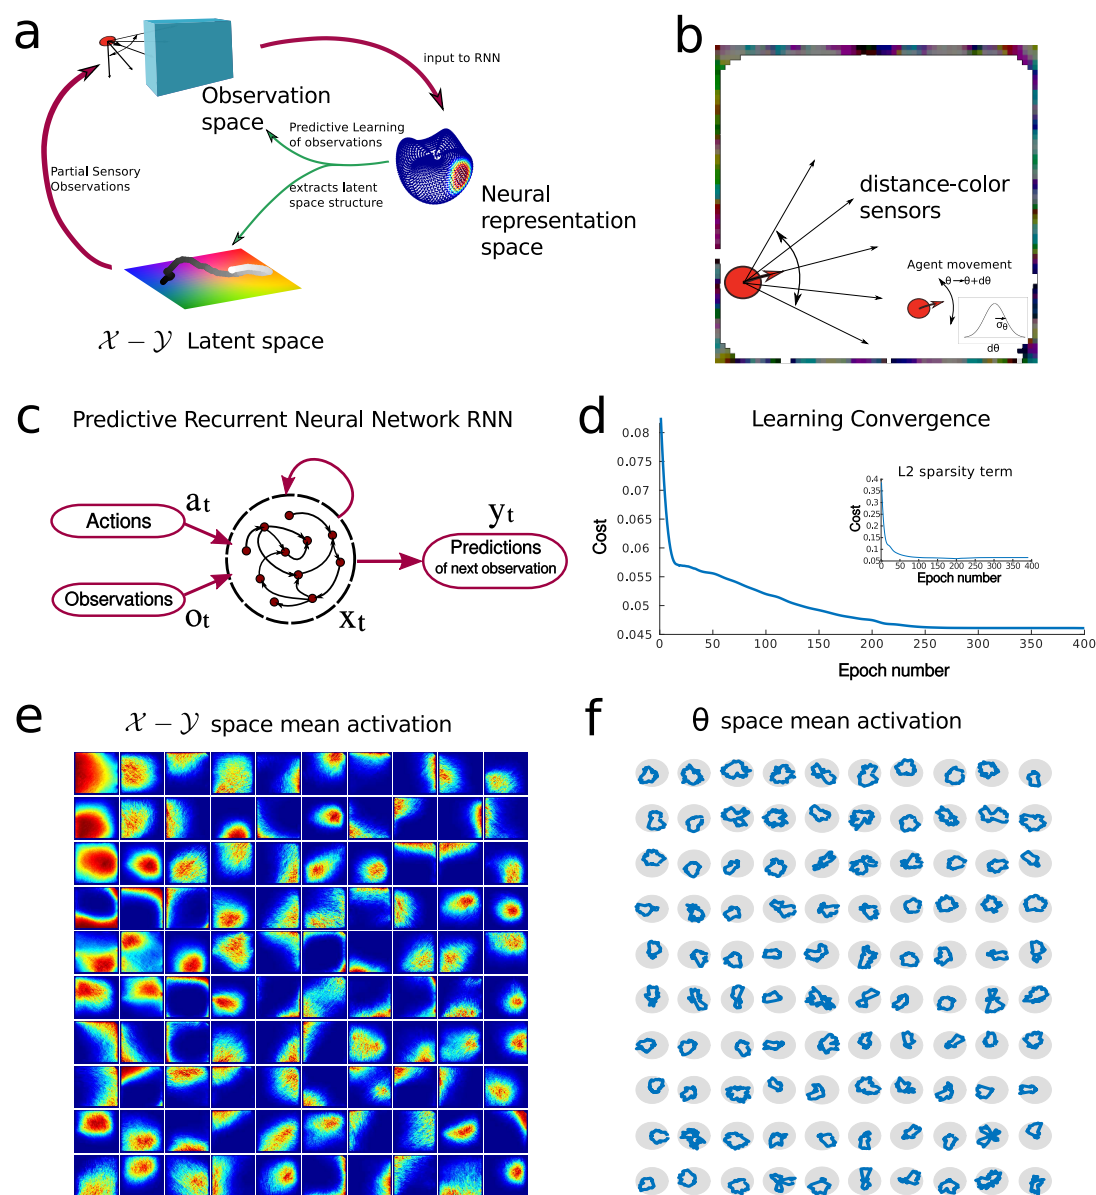 a
input to RNN
Observation
space
Predictive Learning
of observations
Partial Sensory
Observations
extracts latent
space structure
Neural
representation
space
𝒳 − 𝒴 Latent space
b
distance-color
sensors
Agent movement
θ→θ+dθ
σθ
dθ
c
Predictive Recurrent Neural Network RNN
at
Actions
Observations
ot
xt
yt
Predictions
of next observation
d
Learning Convergence
0.08
0.075
0.07
0.065
0.06
0.055
0.05
0.045
Cost
0 50 100 150 200 250 300 350 400
Epoch number
L2 sparsity term
0.4
0.35
0.3
0.25
0.2
0.15
0.1
0.05
Cost
0 50 100 150 200 250 300 350 400
Epoch number
e
𝒳 − 𝒴 space mean activation
f
θ space mean activation